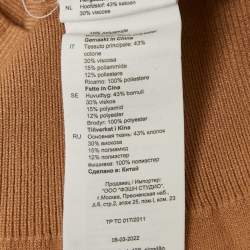 NL
Hoofdstof: 43% katoen
30% viscose
Gemaakt in China
IT
Tessuto principale: 43%
cotone
30% viscosa
15% poliammide
12% poliestere
Ricamo: 100% poliestere
Fatto in Cina
SE
Huvudtyg: 43% bomull
30% viskos
15% polyamid
12% polyester
Brodyr: 100% polyester
Tillverkat i Kina
RU
Основная ткань: 43% хлопок
30% вискоза
15% полиамид
12% полиэстер
вышивка: 100% полиэстер
Сделано в: Китай
Продавец / Импортер:
ООО "ФЭШН СТУДИО",
г.Москва, Пресненская наб.,
д.6, стр.2, этаж 25, пом.I, ком. 23
ТР ТС 017/2011
08-03-2022